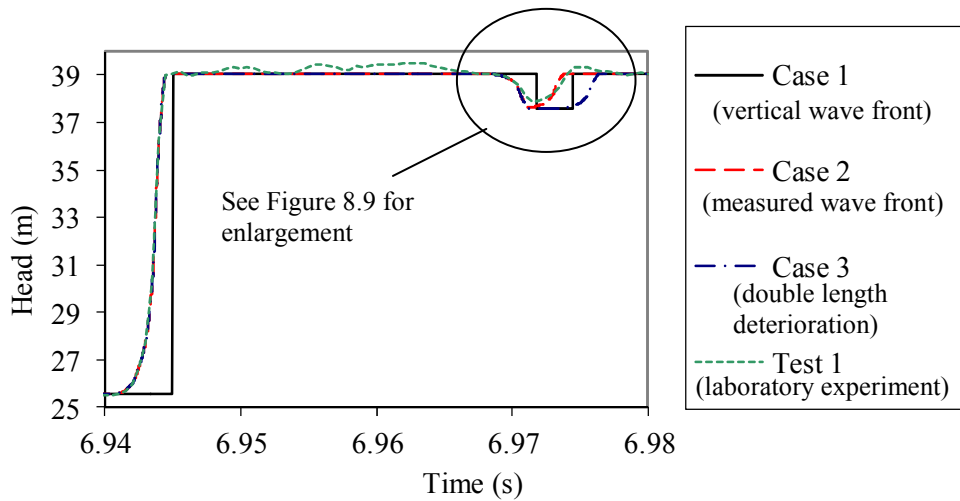 39
37
35
33
31
29
27
25
Head (m)
6.94
6.95
6.96
6.97
6.98
Time (s)
See Figure 8.9 for
enlargement
Case 1
(vertical wave front)
Case 2
(measured wave front)
Case 3
(double length
deterioration)
Test 1
(laboratory experiment)